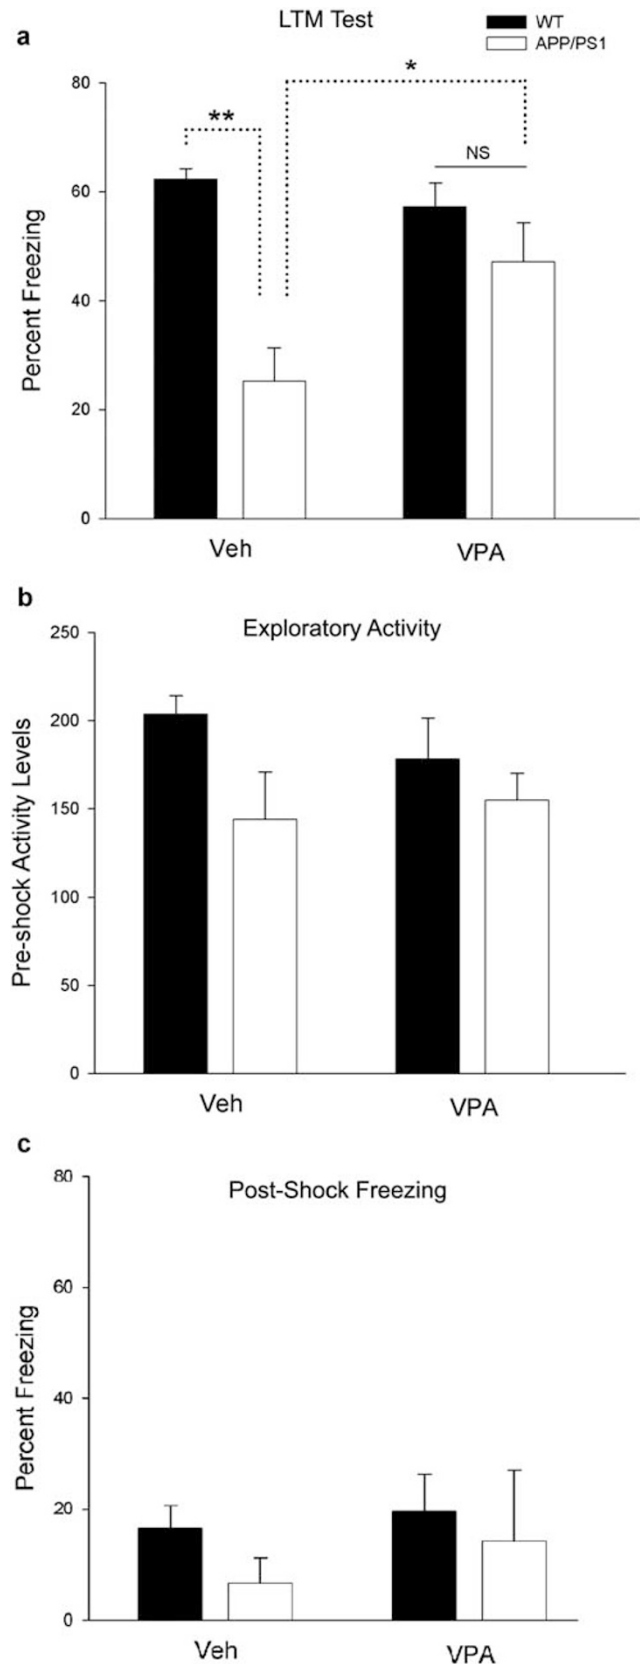 a
LTM Test
WT
APP/PS1
80
60
40
20
0
Percent Freezing
**
*
NS
Veh
VPA
b
Exploratory Activity
250
200
150
100
50
0
Pre-shock Activity Levels
Veh
VPA
c
Post-Shock Freezing
80
60
40
20
0
Percent Freezing
Veh
VPA